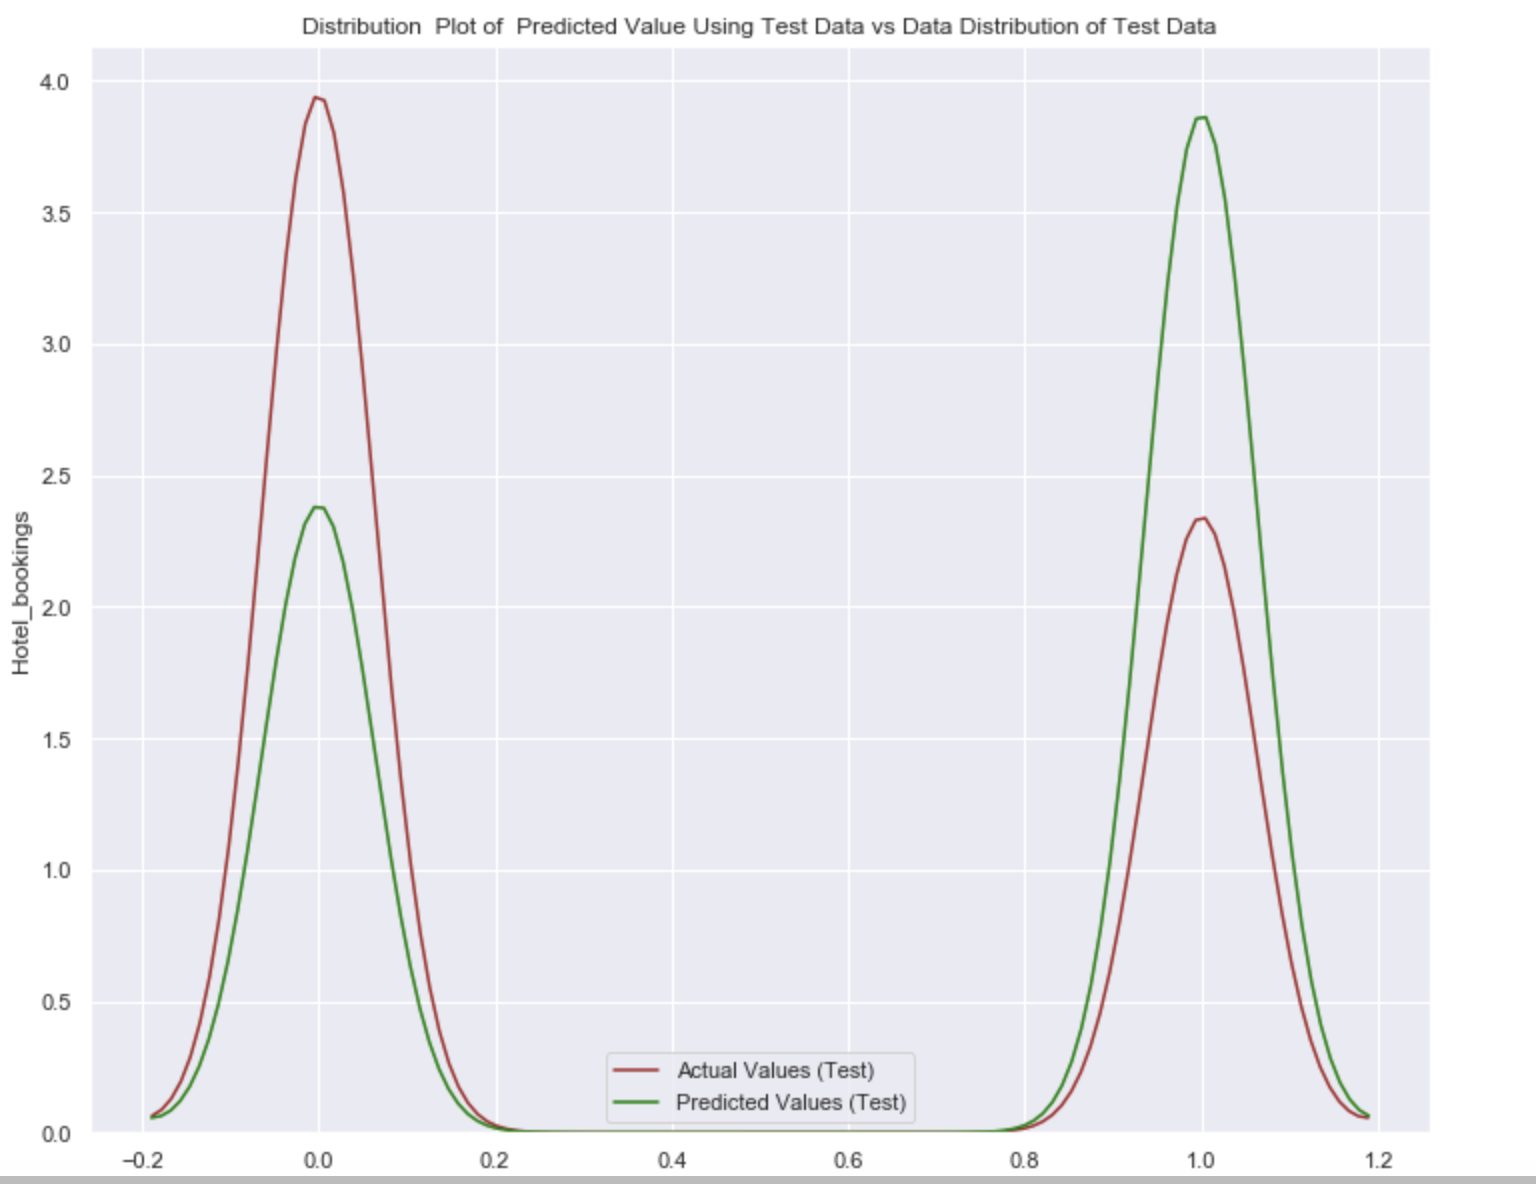 Distribution  Plot of  Predicted Value Using Test Data vs Data Distribution of Test Data
4.0
3.5
3.0
2.5
2.0
1.5
1.0
0.5
0.0
Hotel_bookings
Actual Values (Test)
Predicted Values (Test)
−0.2 0.0 0.2 0.4 0.6 0.8 1.0 1.2